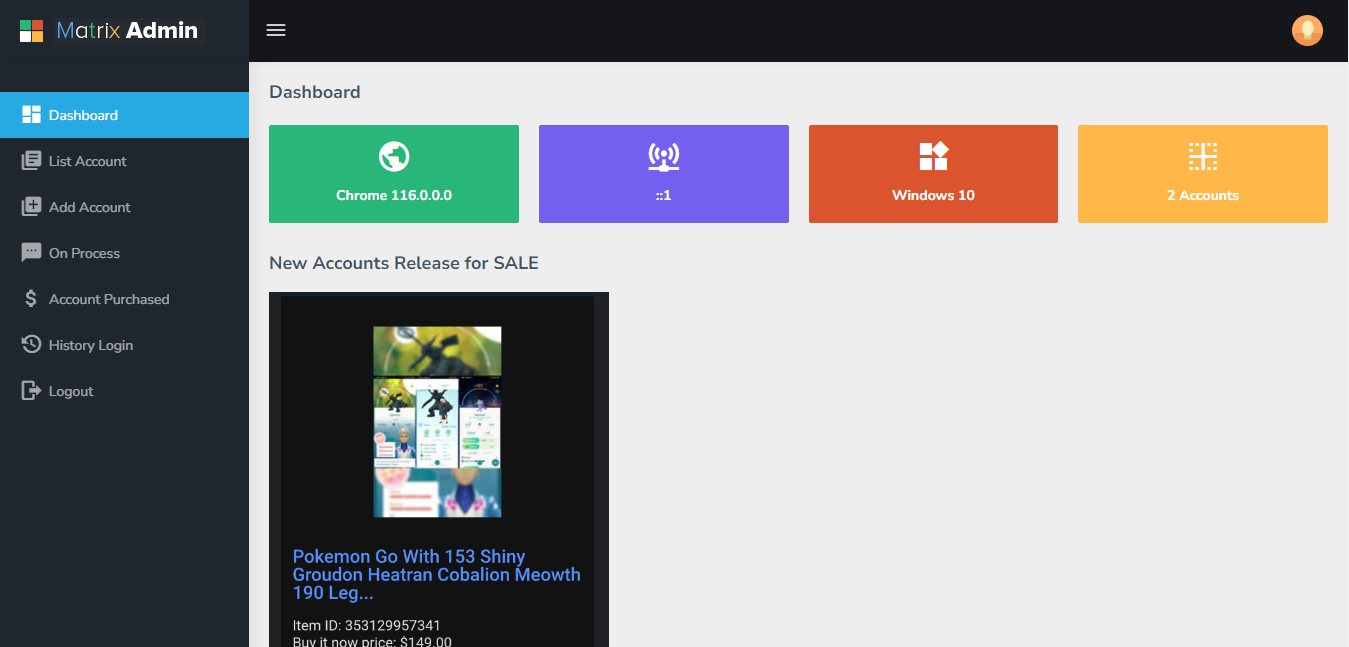 Matrix Admin
Dashboard
List Account
Add Account
On Process
Account Purchased
History Login
Logout
Dashboard
Chrome 116.0.0.0
::1
Windows 10
2 Accounts
New Accounts Release for SALE
Pokemon Go With 153 Shiny
Groudon Heatran Cobalion Meowth
190 Leg...
Item ID: 353129957341
Buy it now price: $149.00